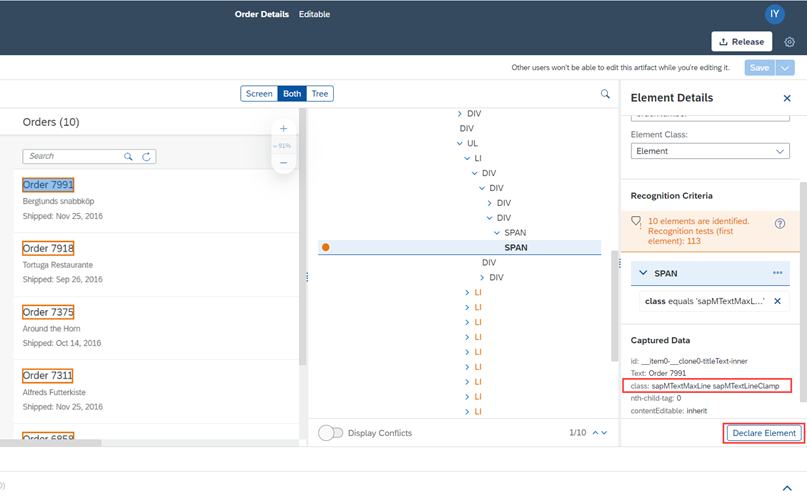 Order Details Editable
IY
Release
Other users won't be able to edit this artifact while you're editing it. Save
Screen Both Tree
Orders (10)
Search
91%
Order 7991
Berglunds snabbköp
Shipped: Nov 25, 2016
Order 7918
Tortuga Restaurante
Shipped: Sep 26, 2016
Order 7375
Around the Horn
Shipped: Oct 14, 2016
Order 7311
Alfreds Futterkiste
Shipped: Nov 25, 2016
Order 6858
DIV
DIV
UL
LI
DIV
DIV
DIV
DIV
SPAN
SPAN
DIV
DIV
LI
LI
LI
LI
LI
LI
LI
LI
LI
Display Conflicts 1/10
Element Details
Element Class:
Element
Recognition Criteria
10 elements are identified.
Recognition tests (first
element): 113
SPAN
class equals 'sapMTextMaxL...'
Captured Data
id: __item0-__clone0-titleText-inner
Text: Order 7991
class: sapMTextMaxLine sapMTextLineClamp
nth-child-tag: 0
contentEditable: inherit
Declare Element